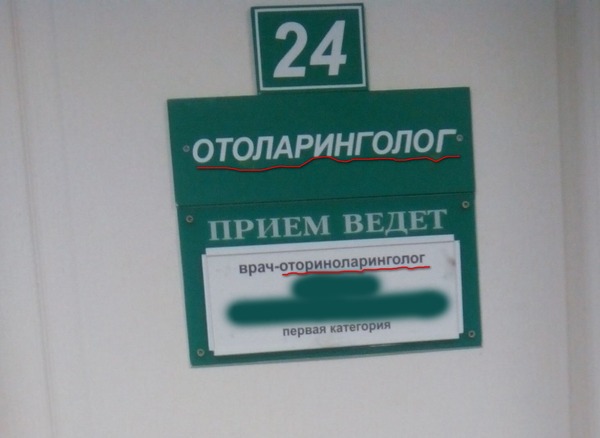 24
ОТОЛАРИНГОЛОГ
ПРИЕМ ВЕДЕТ
врач-оториноларинголог
первая категория